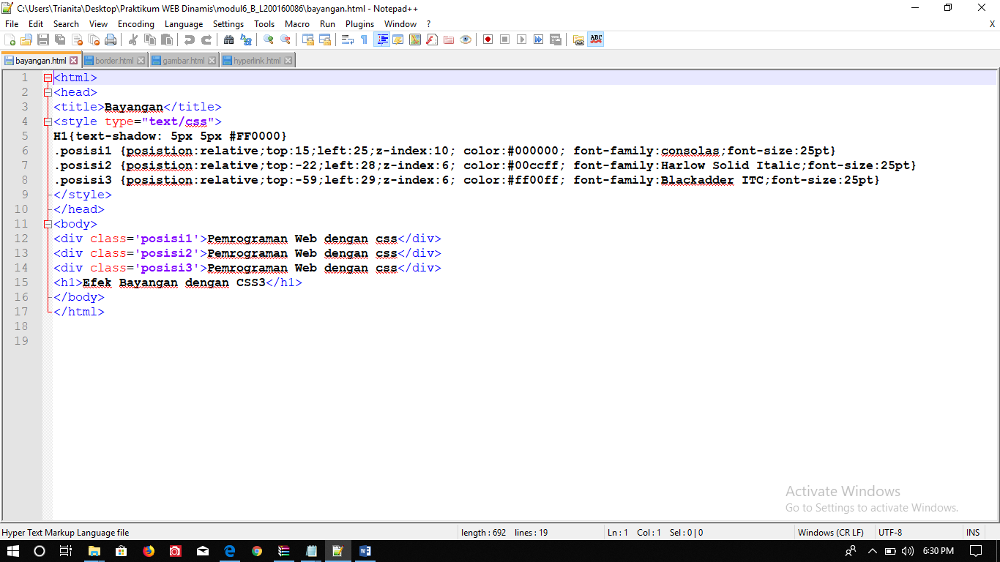 C:\Users\Trianita\Desktop\Praktikum WEB Dinamis\modul6_B_L200160086\bayangan.html - Notepad++
File Edit Search View Encoding Language Settings Tools Macro Run Plugins Window ? X
ABC
bayangan.html border.html gambar.html hyperlink.html
1 <html>
2 <head>
3 <title>Bayangan</title>
4 <style type="text/css">
5 H1{text-shadow: 5px 5px #FF0000}
6 .posisi1 {posistion:relative;top:15;left:25;z-index:10; color:#000000; font-family:consolas;font-size:25pt}
7 .posisi2 {posistion:relative;top:-22;left:28;z-index:6; color:#00ccff; font-family:Harlow Solid Italic;font-size:25pt}
8 .posisi3 {posistion:relative;top:-59;left:29;z-index:6; color:#ff00ff; font-family:Blackadder ITC;font-size:25pt}
9 </style>
10 </head>
11 <body>
12 <div class='posisi1'>Pemrograman Web dengan css</div>
13 <div class='posisi2'>Pemrograman Web dengan css</div>
14 <div class='posisi3'>Pemrograman Web dengan css</div>
15 <h1>Efek Bayangan dengan CSS3</h1>
16 </body>
17 </html>
18
19
Activate Windows
Go to Settings to activate Windows.
Hyper Text Markup Language file length : 692 lines : 19 Ln : 1 Col : 1 Sel : 0 | 0 Windows (CR LF) UTF-8 INS
6:30 PM